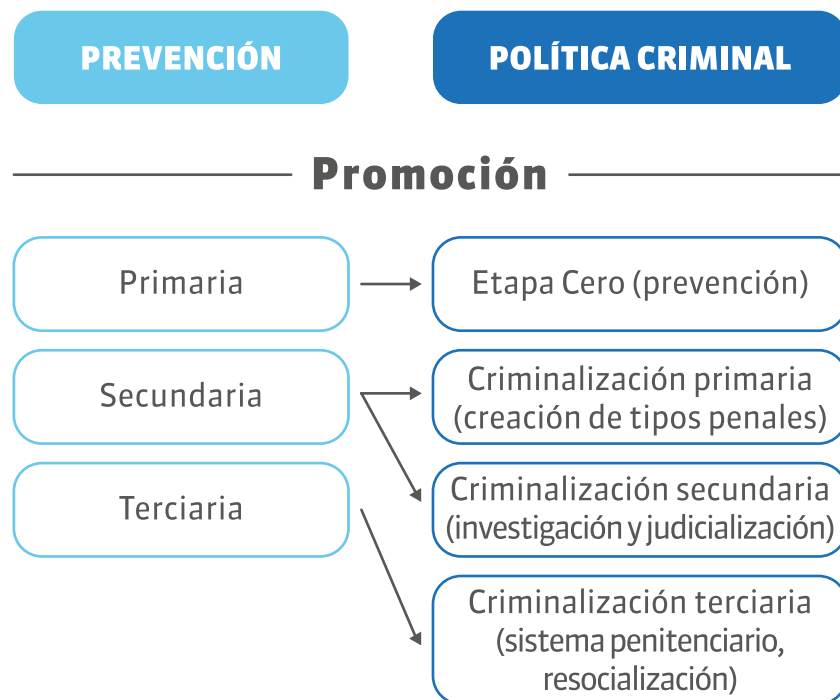 PREVENCIÓN
POLÍTICA CRIMINAL
Promoción
Primaria
Etapa Cero (prevención)
Secundaria
Criminalización primaria
(creación de tipos penales)
Terciaria
Criminalización secundaria
(investigación y judicialización)
Criminalización terciaria
(sistema penitenciario,
resocialización)